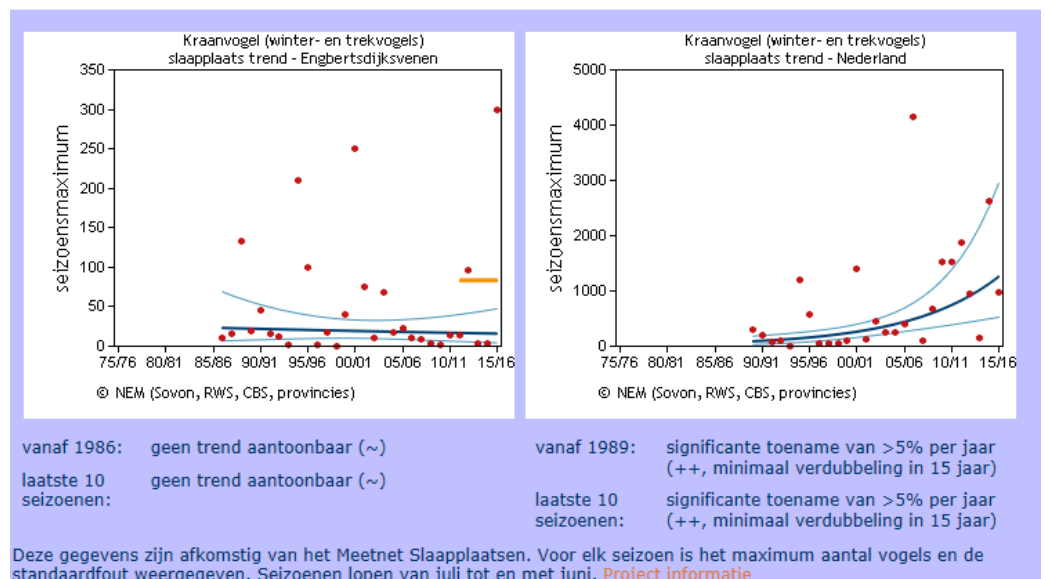 Kraanvogel (winter- en trekvogels)
slaapplaats trend - Engbertsdijksvenen
seizoensmaximum
350
300
250
200
150
100
50
0
75/76 80/81 85/86 90/91 95/96 00/01 05/06 10/11 15/16
© NEM (Sovon, RWS, CBS, provincies)
Kraanvogel (winter- en trekvogels)
slaapplaats trend - Nederland
seizoensmaximum
5000
4000
3000
2000
1000
0
75/76 80/81 85/86 90/91 95/96 00/01 05/06 10/11 15/16
© NEM (Sovon, RWS, CBS, provincies)
vanaf 1986: geen trend aantoonbaar (~)
laatste 10 geen trend aantoonbaar (~)
seizoenen:
vanaf 1989: significante toename van >5% per jaar
(++, minimaal verdubbeling in 15 jaar)
laatste 10 significante toename van >5% per jaar
seizoenen: (++, minimaal verdubbeling in 15 jaar)
Deze gegevens zijn afkomstig van het Meetnet Slaapplaatsen. Voor elk seizoen is het maximum aantal vogels en de
standaardfout weergegeven. Seizoenen lopen van juli tot en met juni. Project informatie